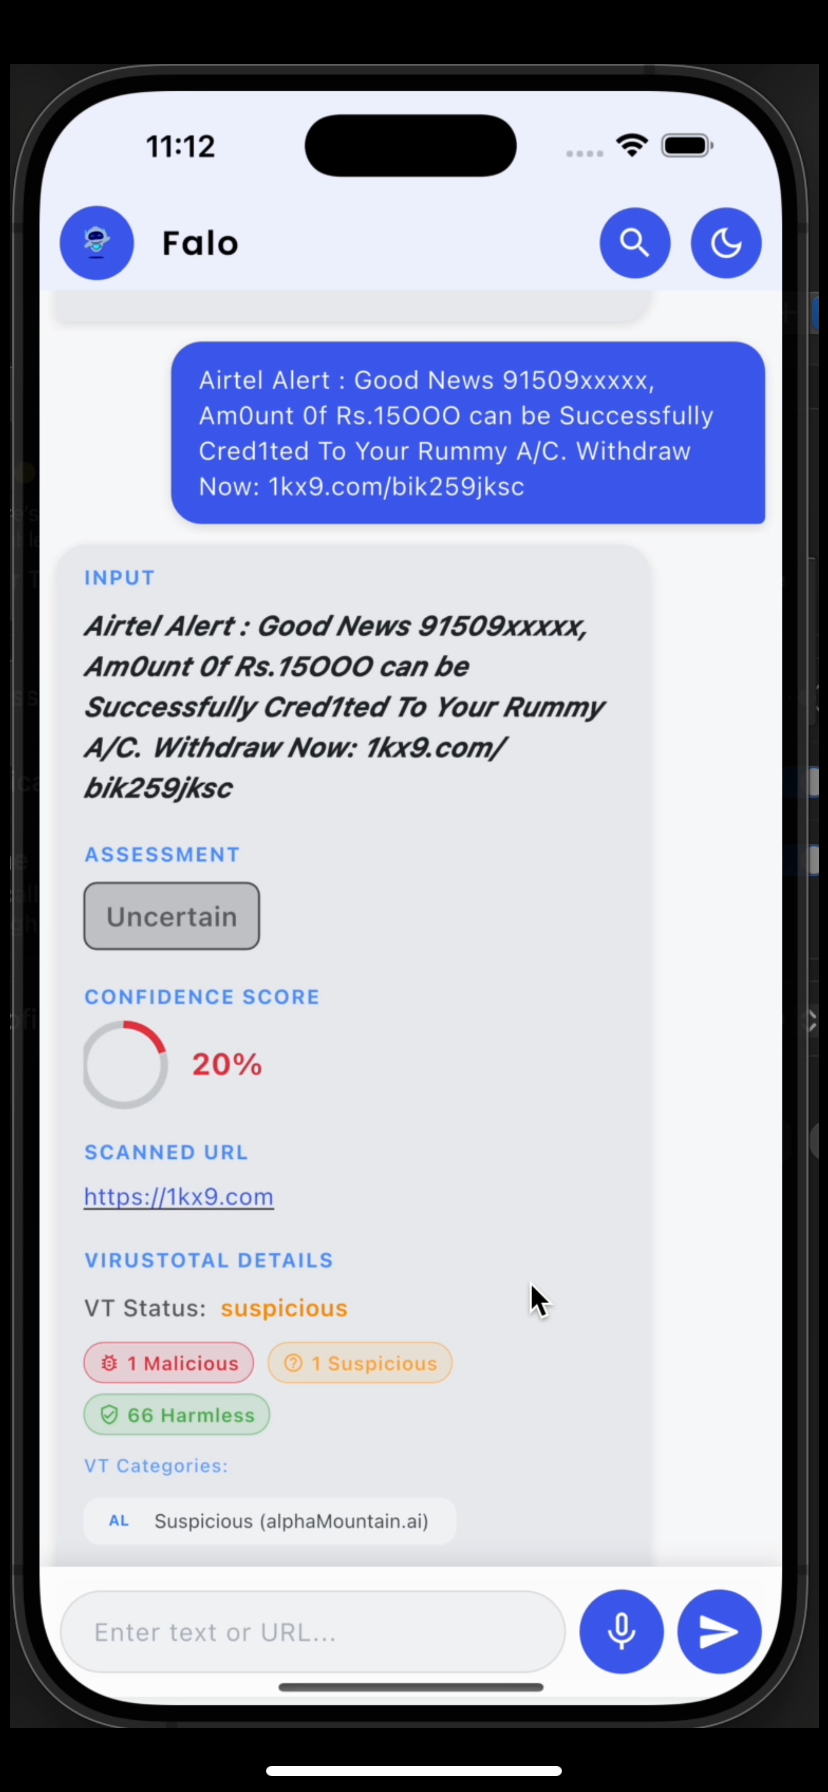 11:12
Falo
Airtel Alert : Good News 91509xxxxx,
Am0unt 0f Rs.15OOO can be Successfully
Cred1ted To Your Rummy A/C. Withdraw
Now: 1kx9.com/bik259jksc
INPUT
Airtel Alert : Good News 91509xxxxx,
Am0unt 0f Rs.15OOO can be
Successfully Cred1ted To Your Rummy
A/C. Withdraw Now: 1kx9.com/
bik259jksc
ASSESSMENT
Uncertain
CONFIDENCE SCORE
20%
SCANNED URL
https://1kx9.com
VIRUSTOTAL DETAILS
VT Status: suspicious
1 Malicious 1 Suspicious
66 Harmless
VT Categories:
AL Suspicious (alphaMountain.ai)
Enter text or URL...